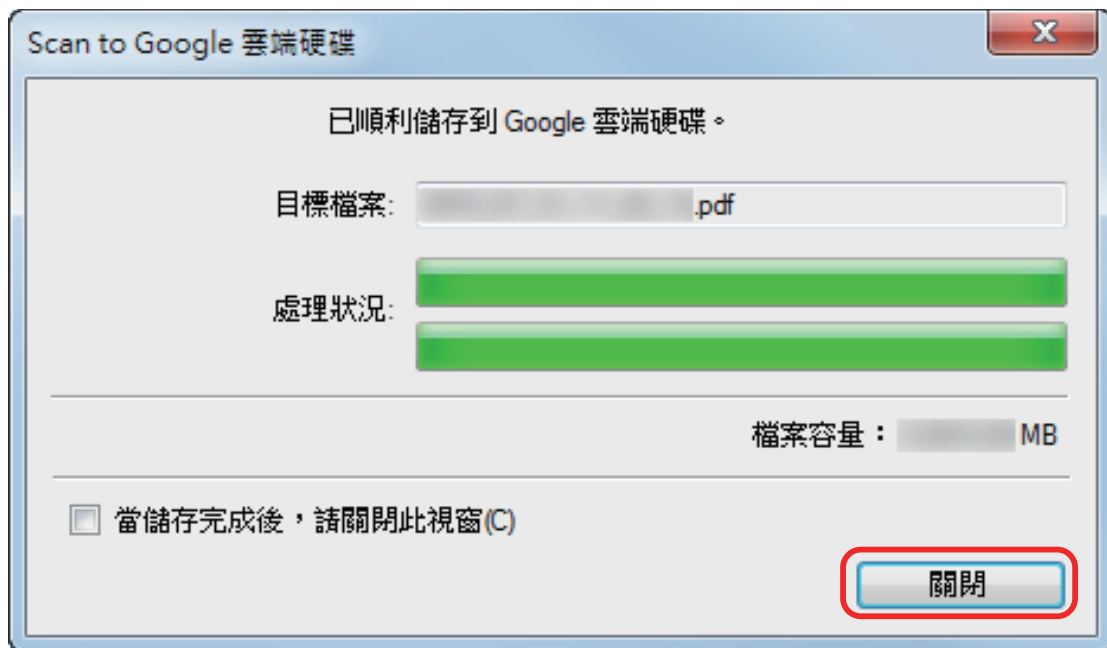 Scan to Google 雲端硬碟
已順利儲存到 Google 雲端硬碟。
目標檔案: .pdf
處理狀況:
檔案容量： MB
當儲存完成後，請關閉此視窗(C)
關閉